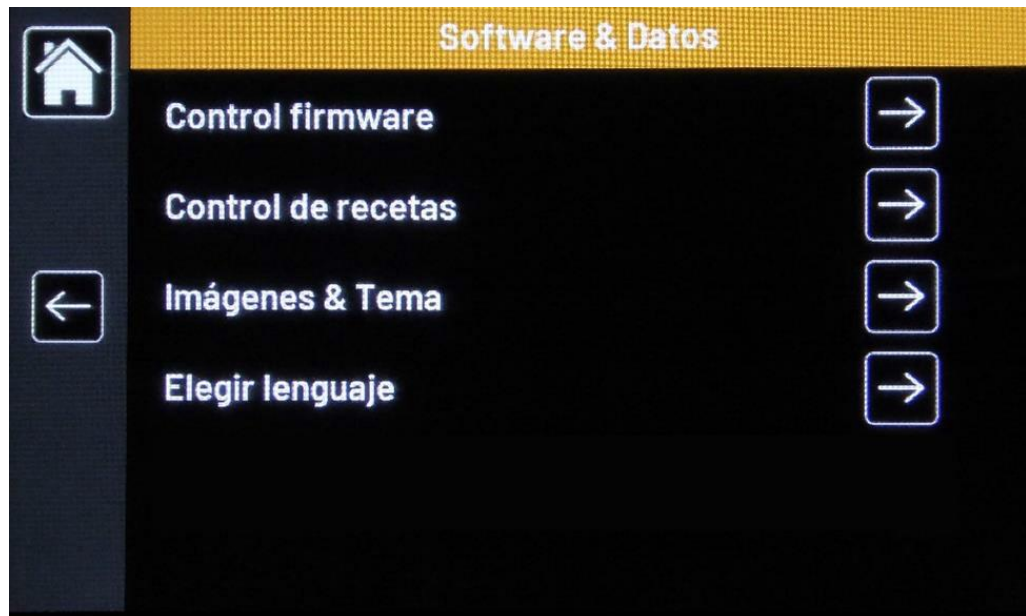 Software & Datos
Control firmware
Control de recetas
Imágenes & Tema
Elegir lenguaje